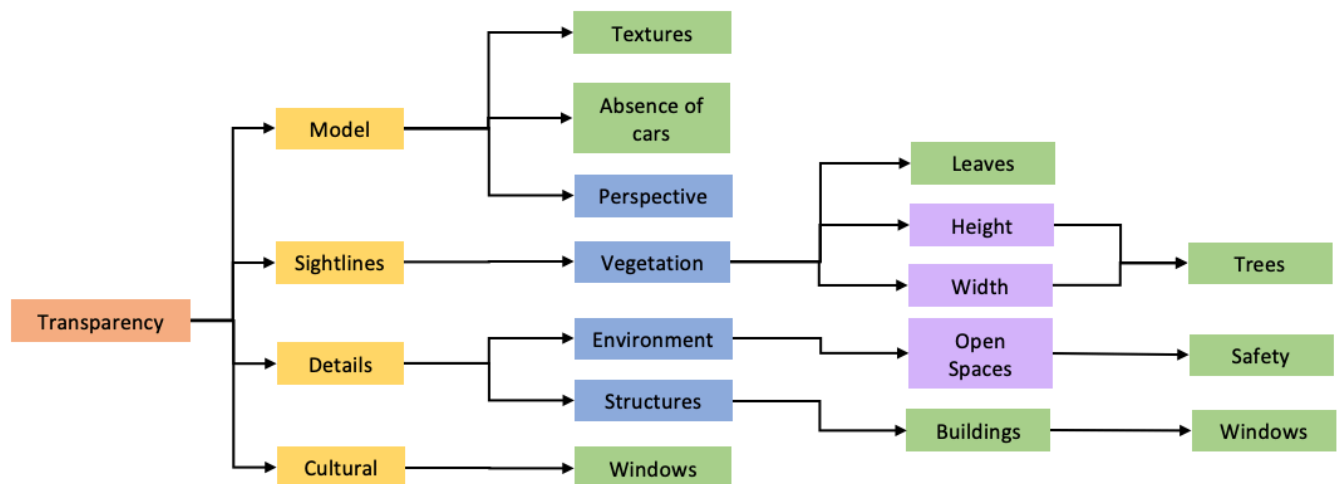 Textures
Absence of
cars
Model
Perspective
Leaves
Height
Sightlines
Vegetation
Trees
Width
Transparency
Environment
Open
Spaces
Safety
Details
Structures
Buildings
Windows
Cultural
Windows